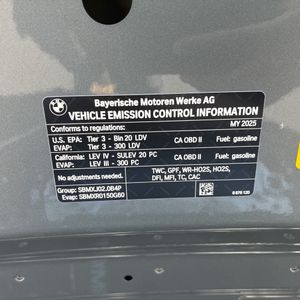 BMW
Bayerische Motoren Werke AG
VEHICLE EMISSION CONTROL INFORMATION
MY 2025
Conforms to regulations:
U.S. EPA: Tier 3 - Bin 20 LDV CA OBD II Fuel: gasoline
EVAP: Tier 3 - 300 LDV
California: LEV IV - SULEV 20 PC CA OBD II Fuel: gasoline
EVAP: LEV III - 300 PC
No adjustments needed.
TWC, GPF, WR-HO2S, HO2S,
DFI, MFI, TC, CAC
Group: SBMXJ02.0B4P
Evap: SBMXR0150G60